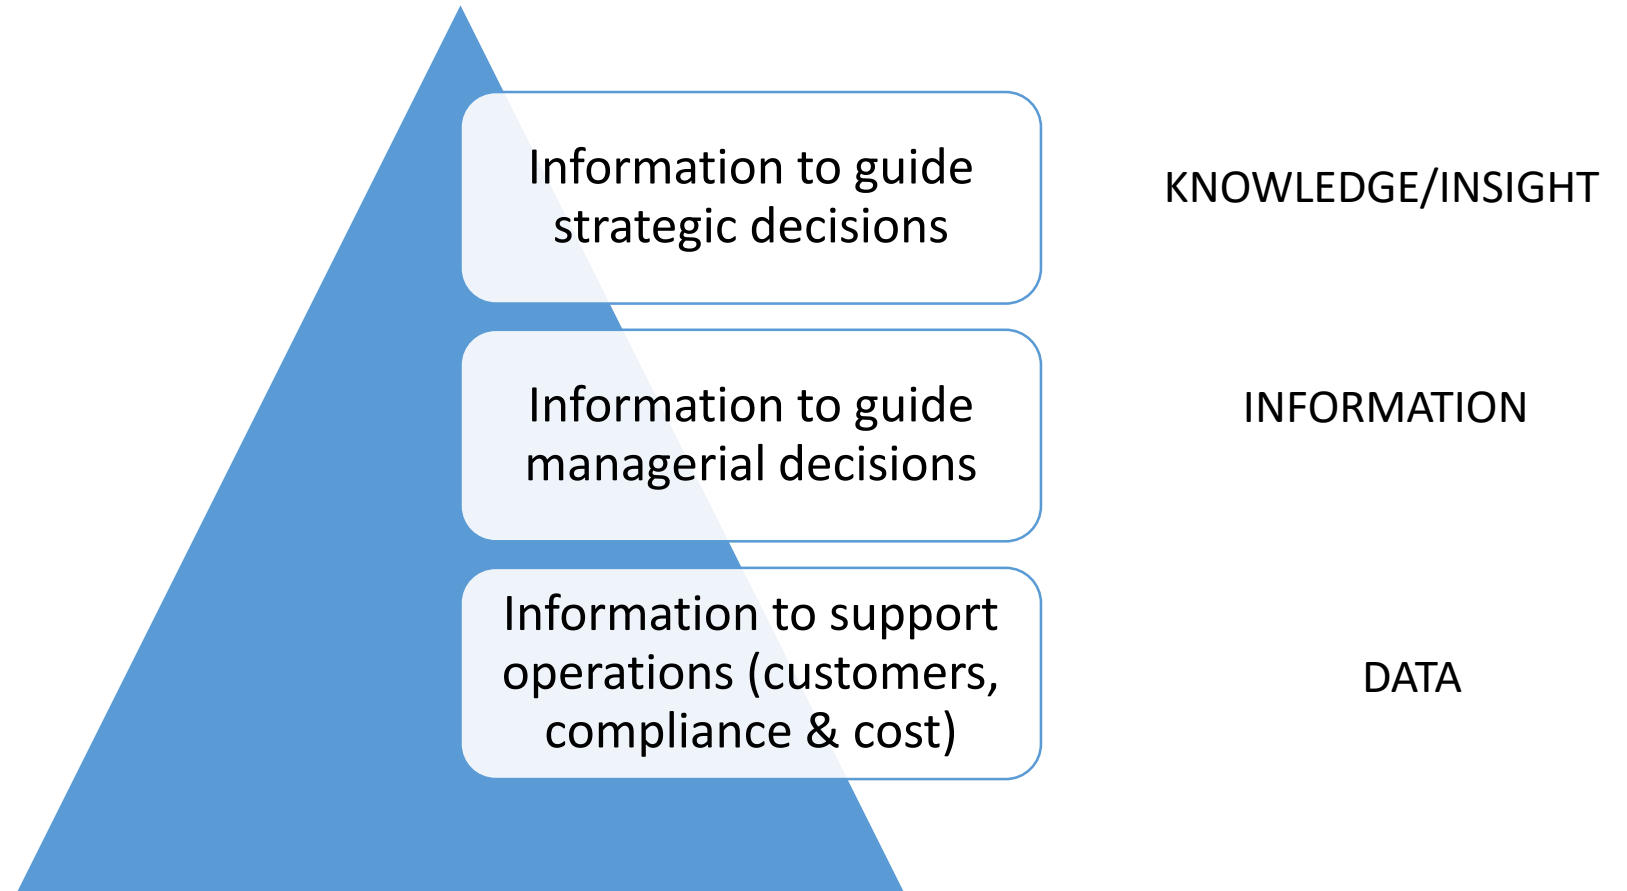 Information to guide
strategic decisions
KNOWLEDGE/INSIGHT
Information to guide
managerial decisions
INFORMATION
Information to support
operations (customers,
compliance & cost)
DATA